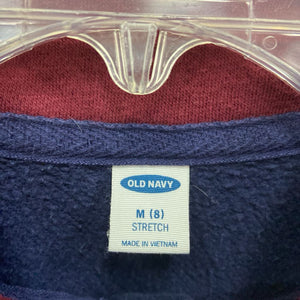 OLD NAVY
M (8)
STRETCH
MADE IN VIETNAM